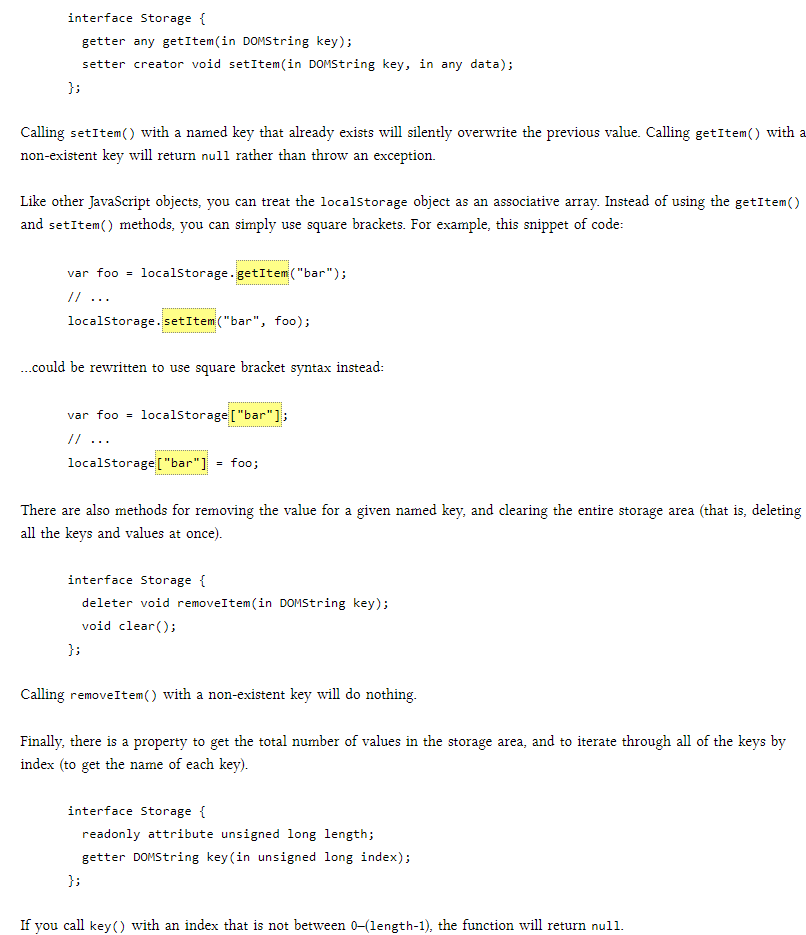 interface Storage {
  getter any getItem(in DOMString key);
  setter creator void setItem(in DOMString key, in any data);
};
Calling setItem() with a named key that already exists will silently overwrite the previous value. Calling getItem() with a
non-existent key will return null rather than throw an exception.
Like other JavaScript objects, you can treat the localStorage object as an associative array. Instead of using the getItem()
and setItem() methods, you can simply use square brackets. For example, this snippet of code:
var foo = localStorage.getItem("bar");
// ...
localStorage.setItem("bar", foo);
…could be rewritten to use square bracket syntax instead:
var foo = localStorage["bar"];
// ...
localStorage["bar"] = foo;
There are also methods for removing the value for a given named key, and clearing the entire storage area (that is, deleting
all the keys and values at once).
interface Storage {
  deleter void removeItem(in DOMString key);
  void clear();
};
Calling removeItem() with a non-existent key will do nothing.
Finally, there is a property to get the total number of values in the storage area, and to iterate through all of the keys by
index (to get the name of each key).
interface Storage {
  readonly attribute unsigned long length;
  getter DOMString key(in unsigned long index);
};
If you call key() with an index that is not between 0–(length-1), the function will return null.